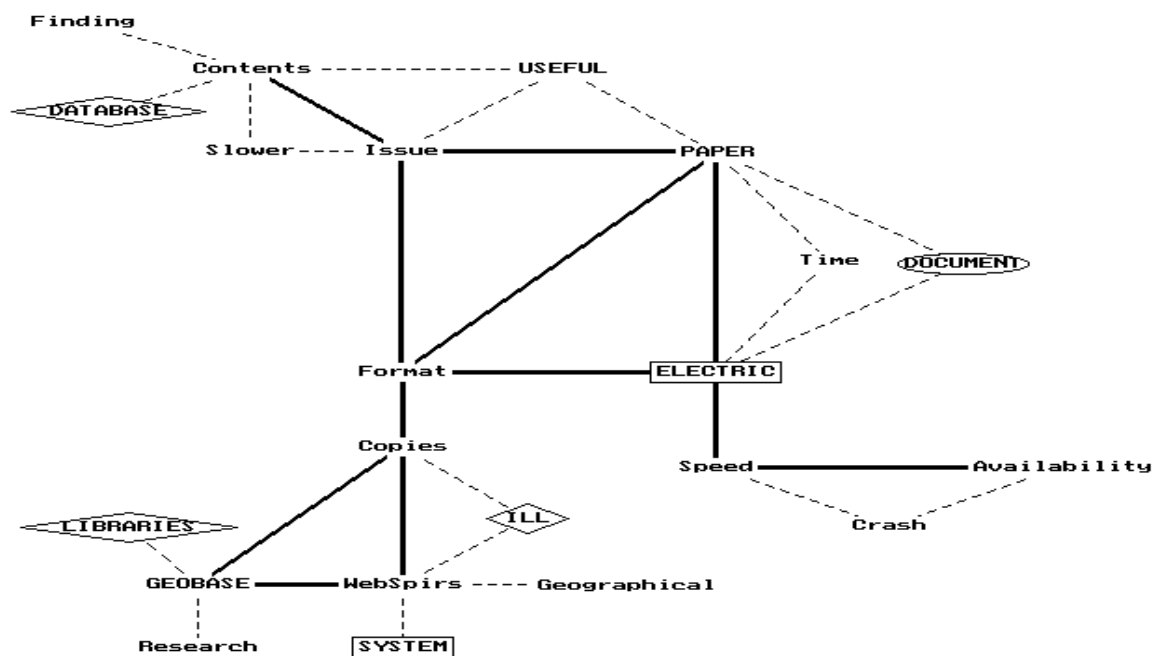 Finding
Contents
USEFUL
DATABASE
Slower
Issue
PAPER
Time
DOCUMENT
Format
ELECTRIC
Copies
Speed
Availability
LIBRARIES
ILL
Crash
GEOBASE
WebSpirs
Geographical
Research
SYSTEM